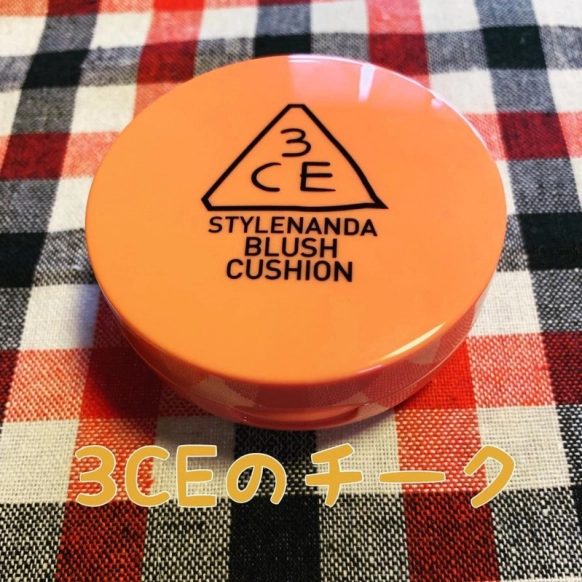 3
CE
STYLENANDA
BLUSH
CUSHION
3CEのチーク